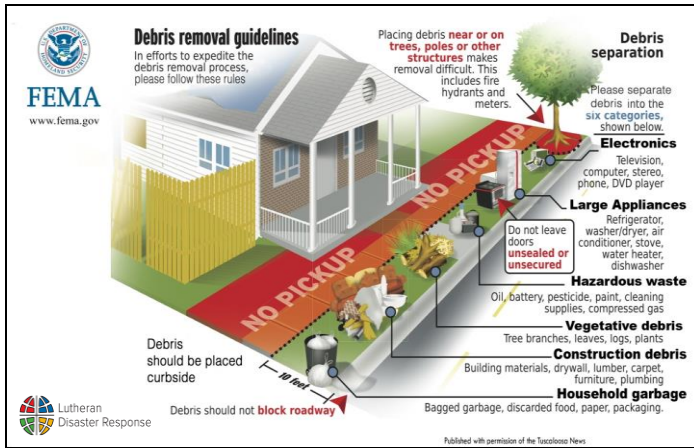 U.S. DEPARTMENT OF
HOMELAND SECURITY
FEMA
www.fema.gov
Debris removal guidelines
In efforts to expedite the
debris removal process,
please follow these rules
Placing debris near or on
trees, poles or other
structures makes
removal difficult. This
includes fire
hydrants and
meters.
Debris
separation
Please separate
debris into the
six categories,
shown below.
Electronics
Television,
computer, stereo,
phone, DVD player
Large Appliances
Refrigerator,
washer/dryer, air
conditioner, stove,
water heater,
dishwasher
Do not leave
doors
unsealed or
unsecured
Hazardous waste
Oil, battery, pesticide, paint, cleaning
supplies, compressed gas
Vegetative debris
Tree branches, leaves, logs, plants
Construction debris
Building materials, drywall, lumber, carpet,
furniture, plumbing
Household garbage
Bagged garbage, discarded food, paper, packaging.
NO PICKUP
NO PICKUP
Debris
should be placed
curbside
10 feet
Debris should not block roadway
Lutheran
Disaster Response
Published with permission of the Tuscaloosa News